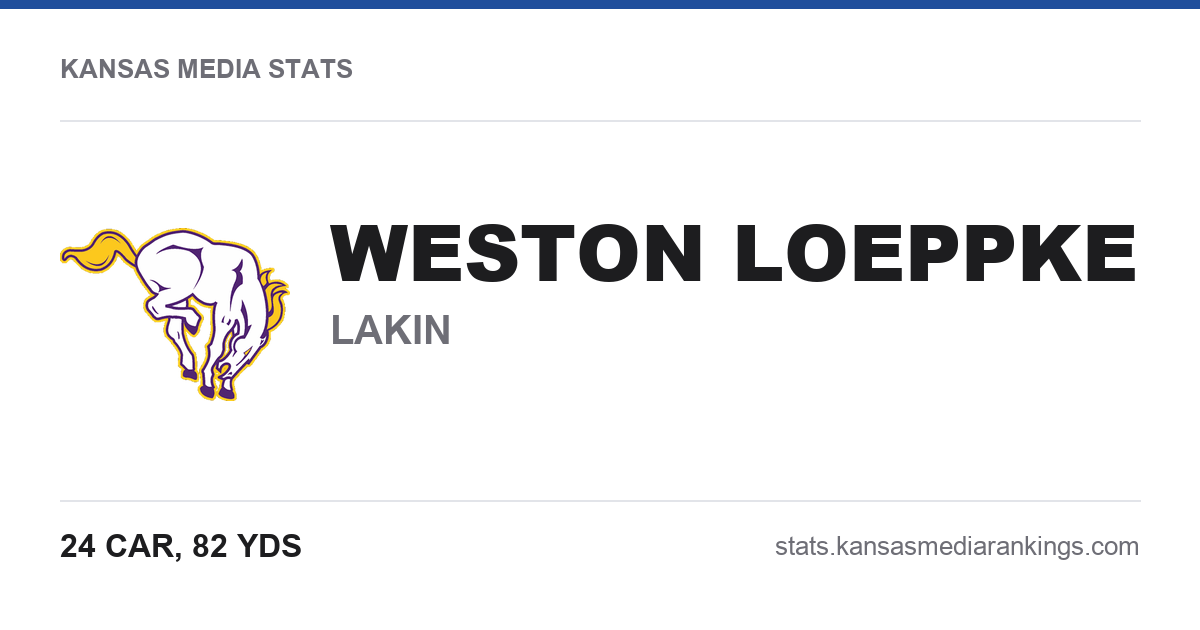 KANSAS MEDIA STATS
WESTON LOEPPKE
LAKIN
24 CAR, 82 YDS
stats.kansasmediarankings.com